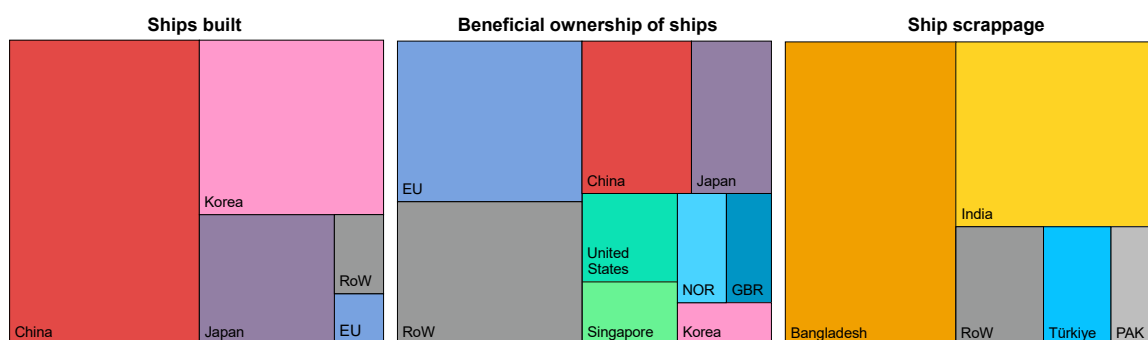 Ships built
Beneficial ownership of ships
Ship scrappage
China
Korea
Japan
RoW
EU
EU
RoW
China
Japan
United
States
Singapore
NOR
GBR
Korea
Bangladesh
India
RoW
Türkiye
PAK